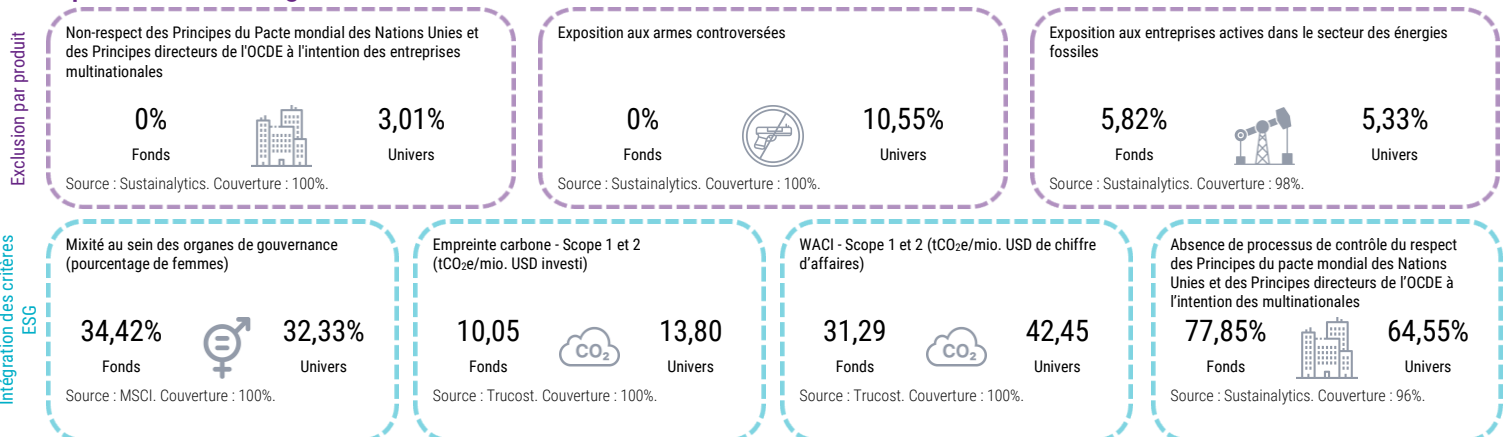 Exclusion par produit
Non-respect des Principes du Pacte mondial des Nations Unies et
des Principes directeurs de l'OCDE à l'intention des entreprises
multinationales
0%
Fonds
3,01%
Univers
Source : Sustainalytics. Couverture : 100%.
Exposition aux armes controversées
0%
Fonds
10,55%
Univers
Source : Sustainalytics. Couverture : 100%.
Exposition aux entreprises actives dans le secteur des énergies
fossiles
5,82%
Fonds
5,33%
Univers
Source : Sustainalytics. Couverture : 98%.
Intégration des critères
ESG
Mixité au sein des organes de gouvernance
(pourcentage de femmes)
34,42%
Fonds
32,33%
Univers
Source : MSCI. Couverture : 100%.
Empreinte carbone - Scope 1 et 2
(tCO₂e/mio. USD investi)
10,05
Fonds
CO₂
13,80
Univers
Source : Trucost. Couverture : 100%.
WACI - Scope 1 et 2 (tCO₂e/mio. USD de chiffre
d’affaires)
31,29
Fonds
CO₂
42,45
Univers
Source : Trucost. Couverture : 100%.
Absence de processus de contrôle du respect
des Principes du pacte mondial des Nations
Unies et des Principes directeurs de l’OCDE à
l’intention des multinationales
77,85%
Fonds
64,55%
Univers
Source : Sustainalytics. Couverture : 96%.